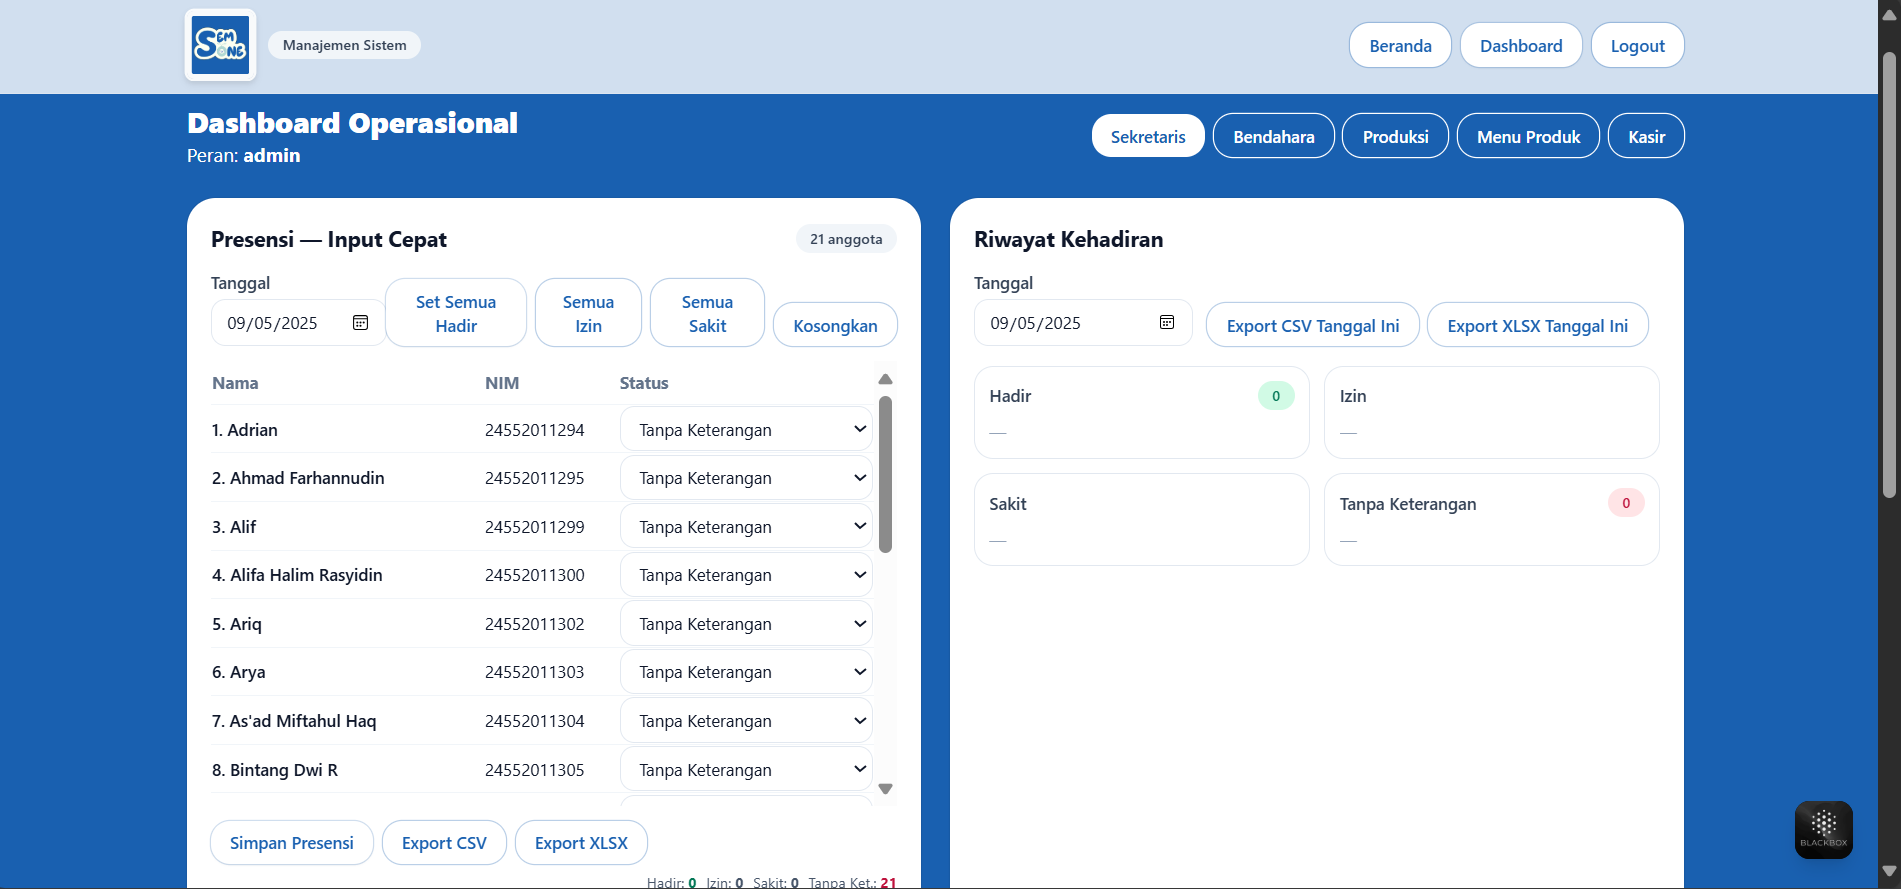 SEM
ONE
Manajemen Sistem
Beranda
Dashboard
Logout
Dashboard Operasional
Peran: admin
Sekretaris
Bendahara
Produksi
Menu Produk
Kasir
Presensi — Input Cepat
21 anggota
Tanggal
09/05/2025
Set Semua
Hadir
Semua
Izin
Semua
Sakit
Kosongkan
Nama NIM Status
1. Adrian 24552011294 Tanpa Keterangan
2. Ahmad Farhannudin 24552011295 Tanpa Keterangan
3. Alif 24552011299 Tanpa Keterangan
4. Alifa Halim Rasyidin 24552011300 Tanpa Keterangan
5. Ariq 24552011302 Tanpa Keterangan
6. Arya 24552011303 Tanpa Keterangan
7. As'ad Miftahul Haq 24552011304 Tanpa Keterangan
8. Bintang Dwi R 24552011305 Tanpa Keterangan
Simpan Presensi
Export CSV
Export XLSX
Hadir: 0 Izin: 0 Sakit: 0 Tanpa Ket.: 21
Riwayat Kehadiran
Tanggal
09/05/2025
Export CSV Tanggal Ini
Export XLSX Tanggal Ini
Hadir 0
—
Izin
—
Sakit
—
Tanpa Keterangan 0
—
BLACKBOX